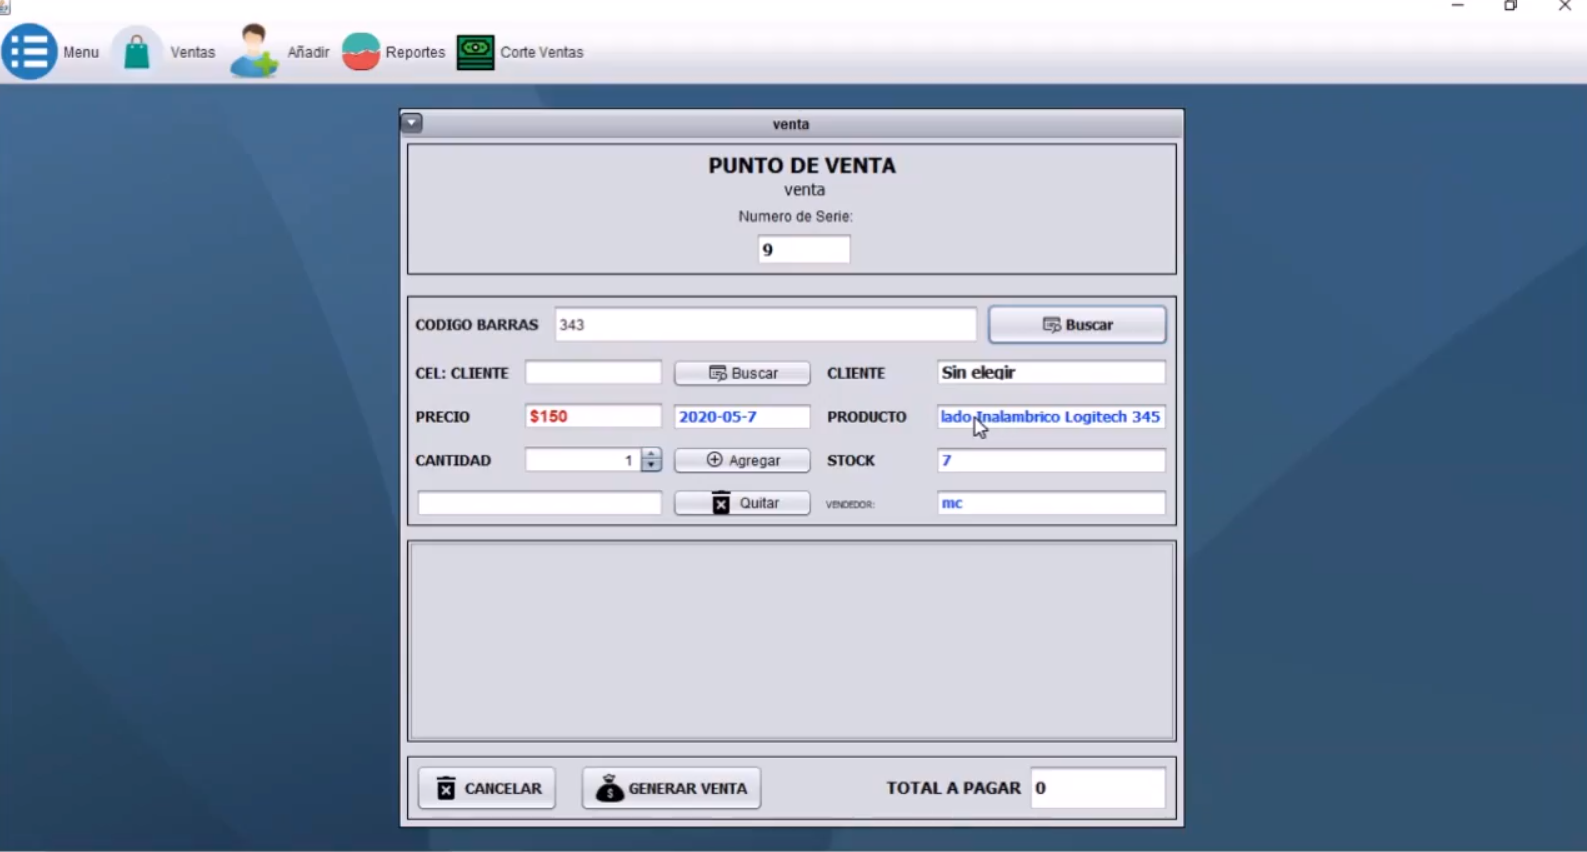 Menu Ventas Añadir Reportes Corte Ventas
venta
PUNTO DE VENTA
venta
Numero de Serie:
9
CODIGO BARRAS 343 Buscar
CEL: CLIENTE Buscar CLIENTE Sin elegir
PRECIO $150 2020-05-7 PRODUCTO lado Inalambrico Logitech 345
CANTIDAD 1 Agregar STOCK 7
Quitar VENDEDOR: mc
CANCELAR GENERAR VENTA TOTAL A PAGAR 0